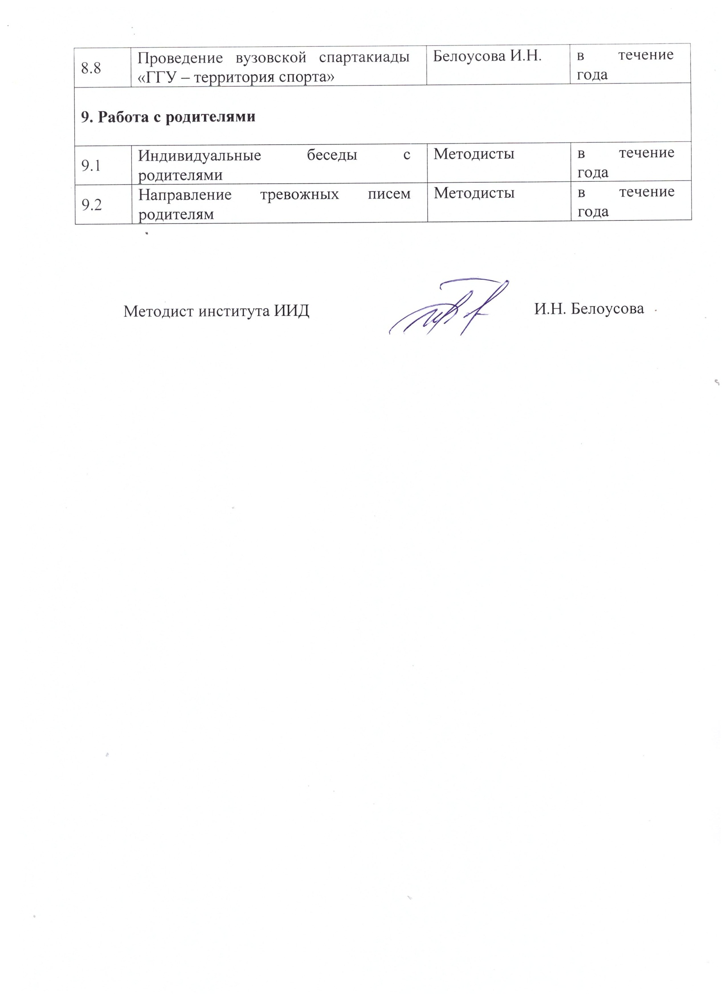 8.8
Проведение вузовской спартакиады
«ГГУ – территория спорта»
Белоусова И.Н.
в течение
года
9. Работа с родителями
9.1
Индивидуальные беседы с
родителями
Методисты
в течение
года
9.2
Направление тревожных писем
родителям
Методисты
в течение
года
Методист института ИИД
И.Н. Белоусова